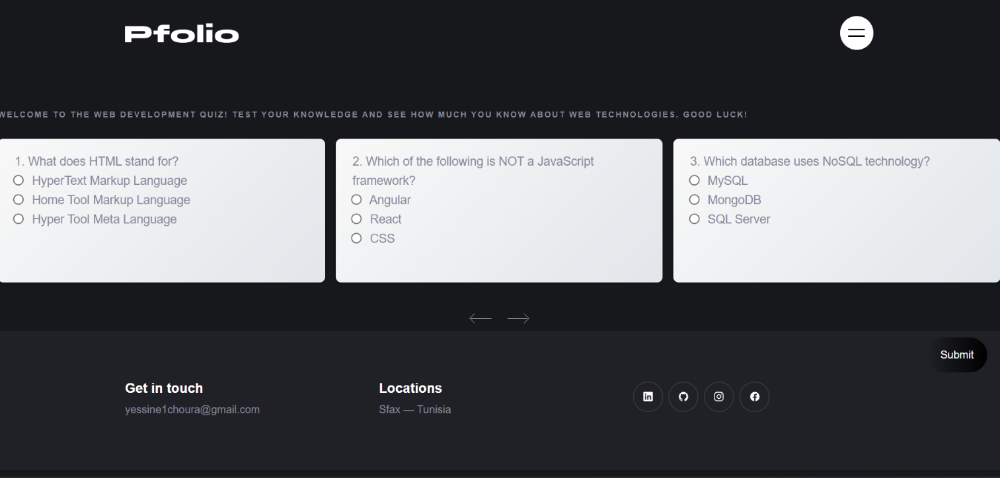 Pfolio
WELCOME TO THE WEB DEVELOPMENT QUIZ! TEST YOUR KNOWLEDGE AND SEE HOW MUCH YOU KNOW ABOUT WEB TECHNOLOGIES. GOOD LUCK!
1. What does HTML stand for?
HyperText Markup Language
Home Tool Markup Language
Hyper Tool Meta Language
2. Which of the following is NOT a JavaScript
framework?
Angular
React
CSS
3. Which database uses NoSQL technology?
MySQL
MongoDB
SQL Server
Submit
Get in touch
yessine1choura@gmail.com
Locations
Sfax — Tunisia
in